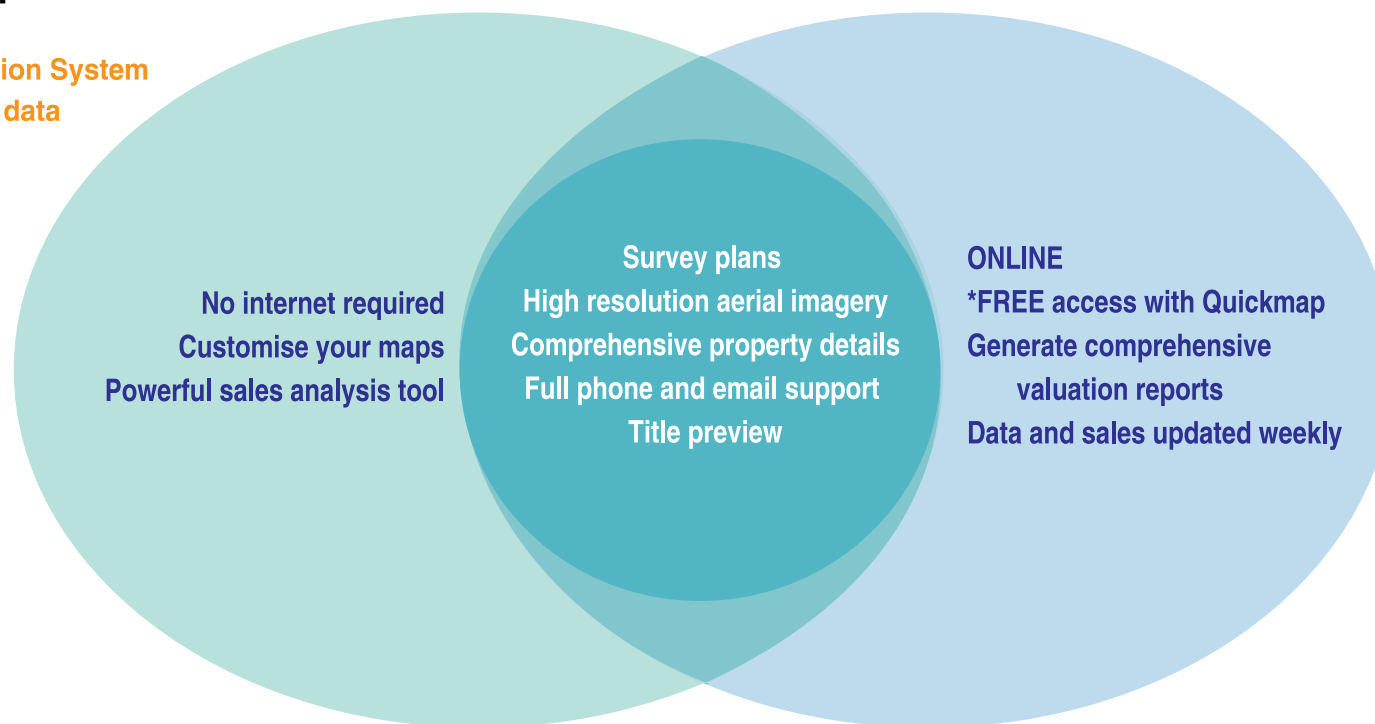 ion System
data
No internet required
Customise your maps
Powerful sales analysis tool
Survey plans
High resolution aerial imagery
Comprehensive property details
Full phone and email support
Title preview
ONLINE
*FREE access with Quickmap
Generate comprehensive
valuation reports
Data and sales updated weekly